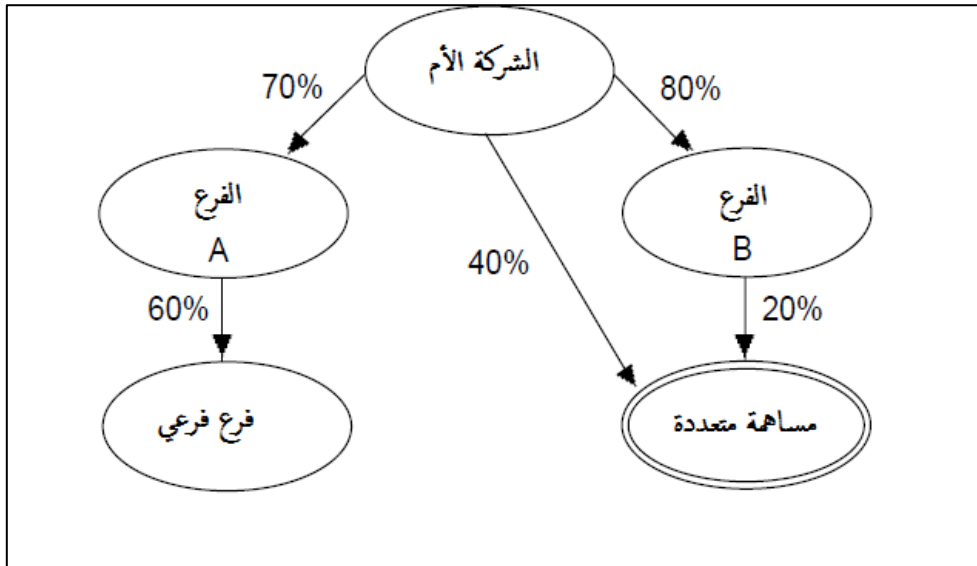 الشركة الأم
70%
80%
الفرع
A
الفرع
B
40%
60%
20%
فرع فرعي
مساهمة متعددة